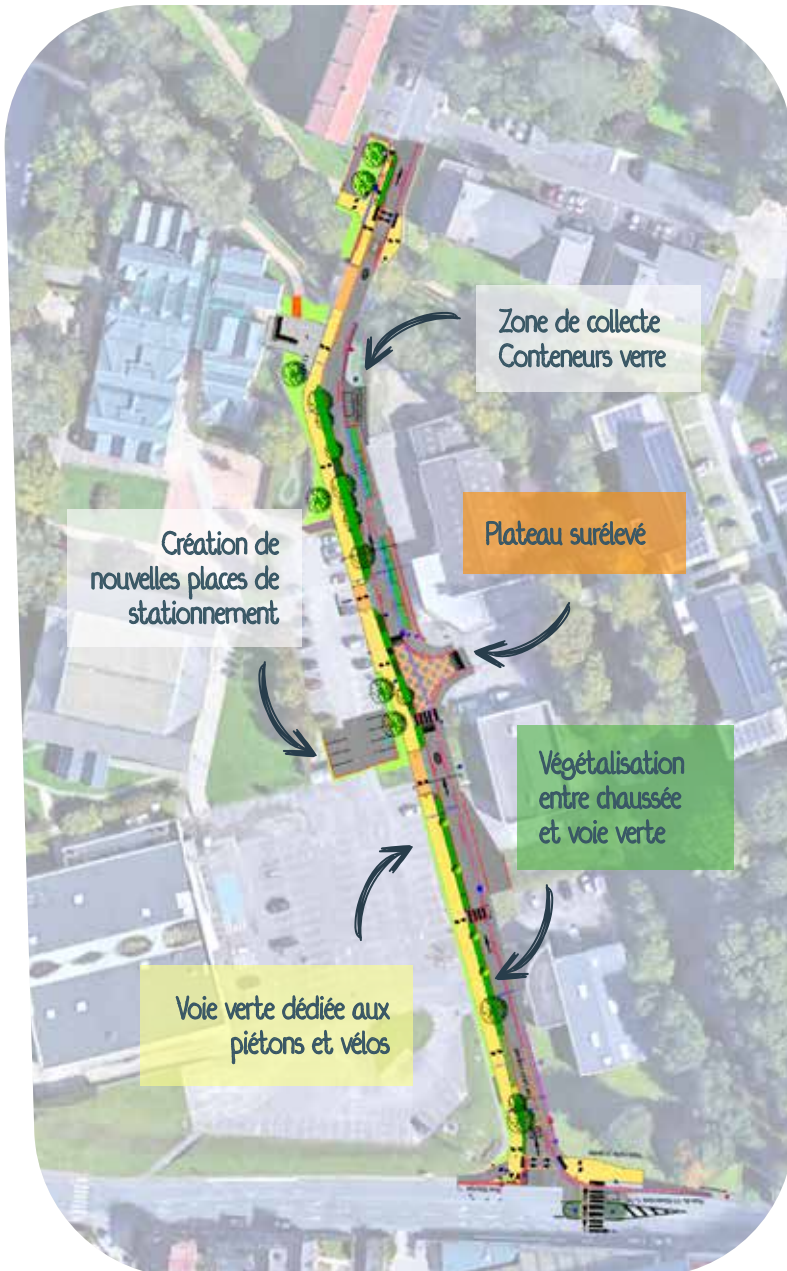 Zone de collecte
Conteneurs verre
Plateau surélevé
Création de
nouvelles places de
stationnement
Végétalisation
entre chaussée
et voie verte
Voie verte dédiée aux
piétons et vélos